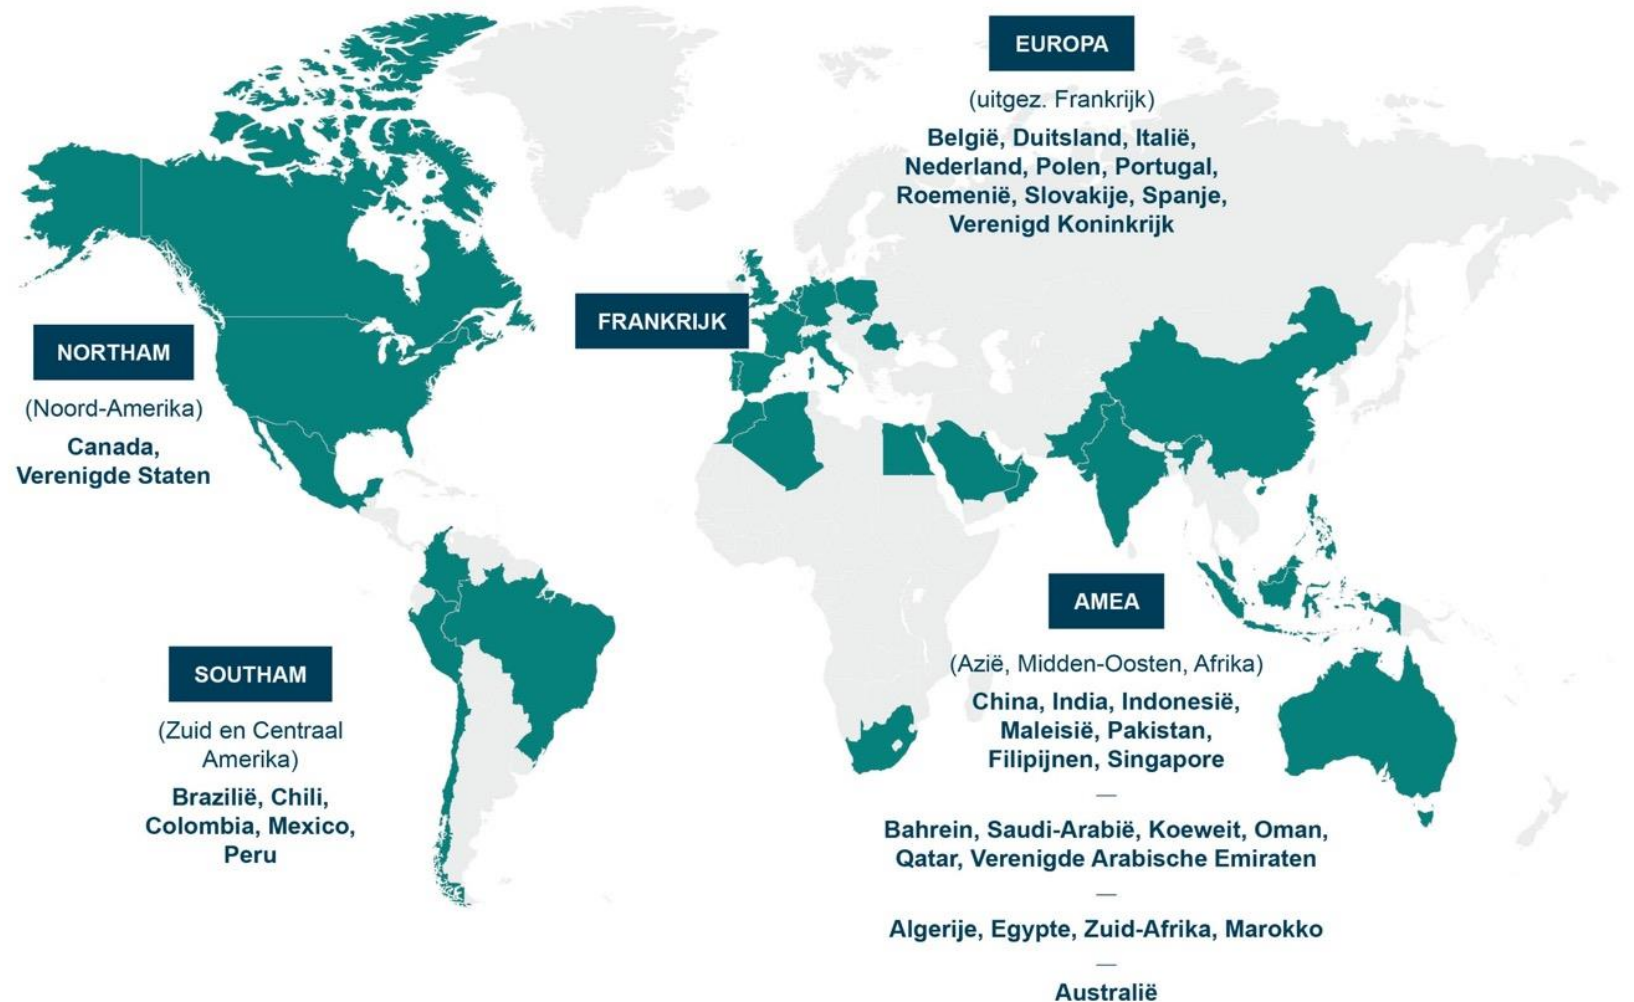 EUROPA
(uitgez. Frankrijk)
België, Duitsland, Italië,
Nederland, Polen, Portugal,
Roemenië, Slovakije, Spanje,
Verenigd Koninkrijk
FRANKRIJK
NORTHAM
(Noord-Amerika)
Canada,
Verenigde Staten
SOUTHAM
(Zuid en Centraal
Amerika)
Brazilië, Chili,
Colombia, Mexico,
Peru
AMEA
(Azië, Midden-Oosten, Afrika)
China, India, Indonesië,
Maleisië, Pakistan,
Filipijnen, Singapore
—
Bahrein, Saudi-Arabië, Koeweit, Oman,
Qatar, Verenigde Arabische Emiraten
—
Algerije, Egypte, Zuid-Afrika, Marokko
—
Australië